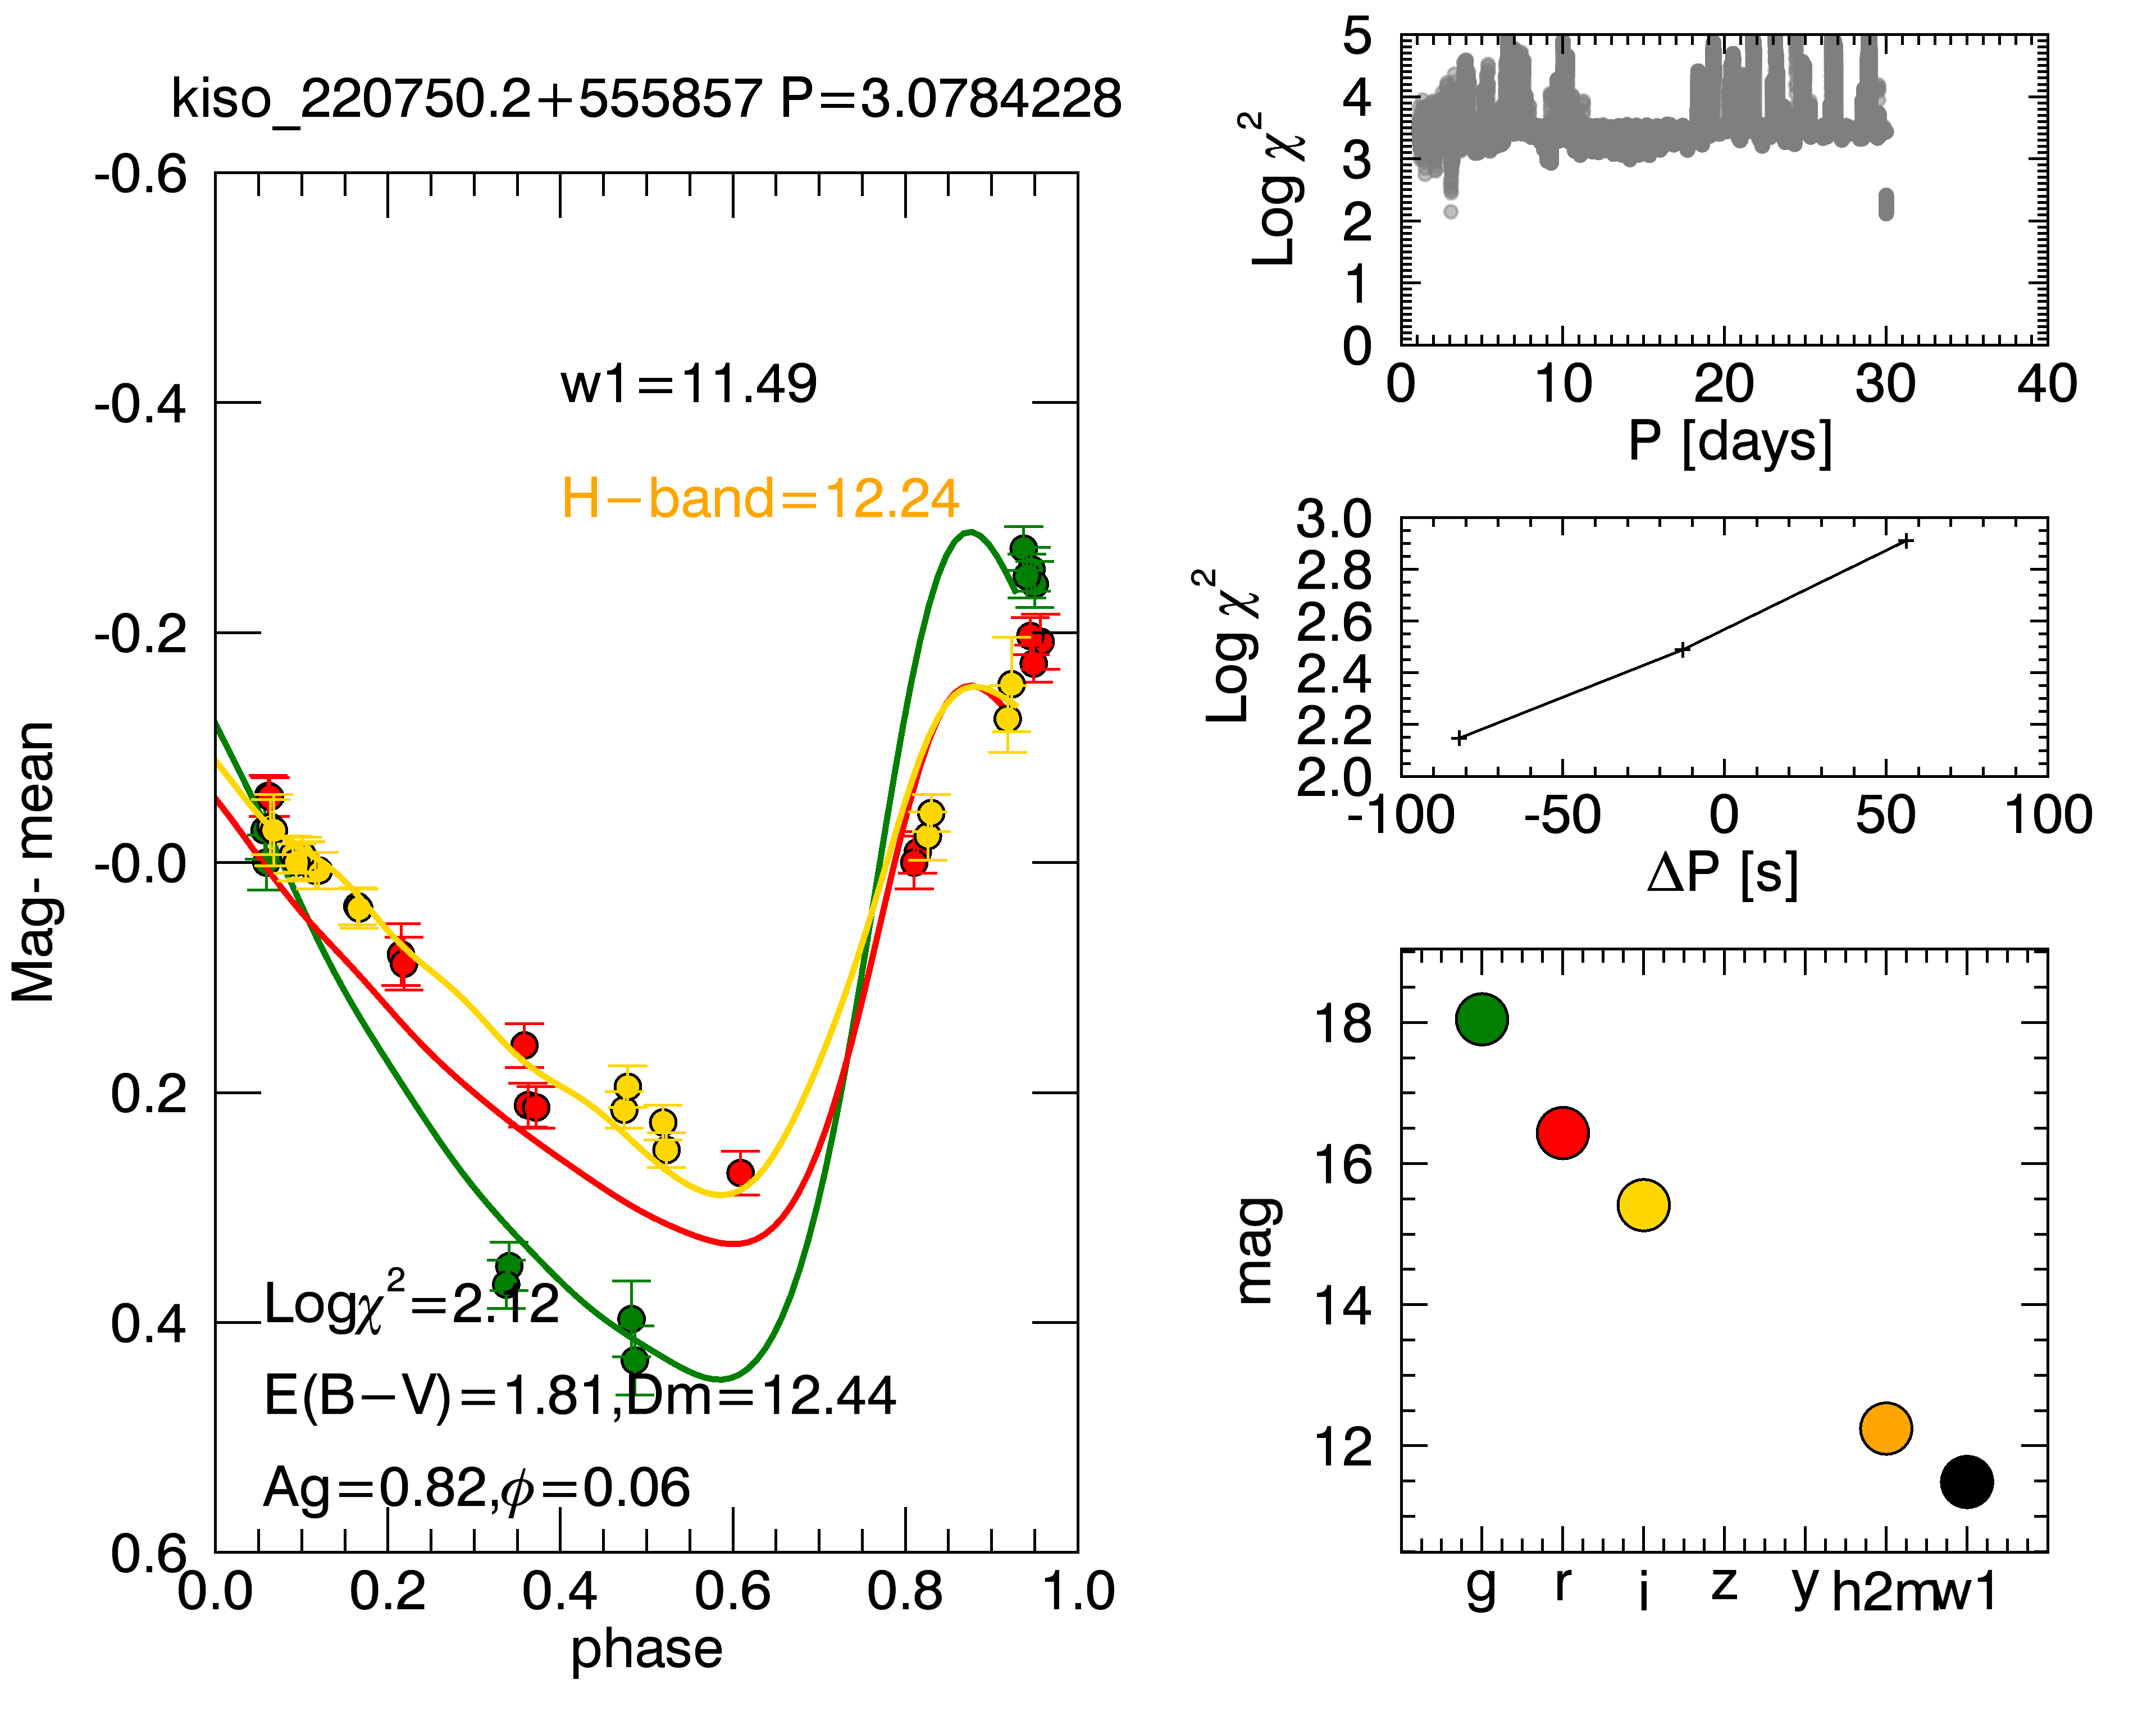 kiso_220750.2+555857 P=3.0784228
-0.6
-0.4
-0.2
-0.0
0.2
0.4
0.6
Mag- mean
w1=11.49
H-band=12.24
Logχ²=2.12
E(B-V)=1.81,Dm=12.44
Ag=0.82,ϕ=0.06
0.0 0.2 0.4 0.6 0.8 1.0
phase
5
4
3
2
1
0
Log χ²
0 10 20 30 40
P [days]
3.0
2.8
2.6
2.4
2.2
2.0
Log χ²
-100 -50 0 50 100
ΔP [s]
18
16
14
12
mag
g r i z y h2m w1